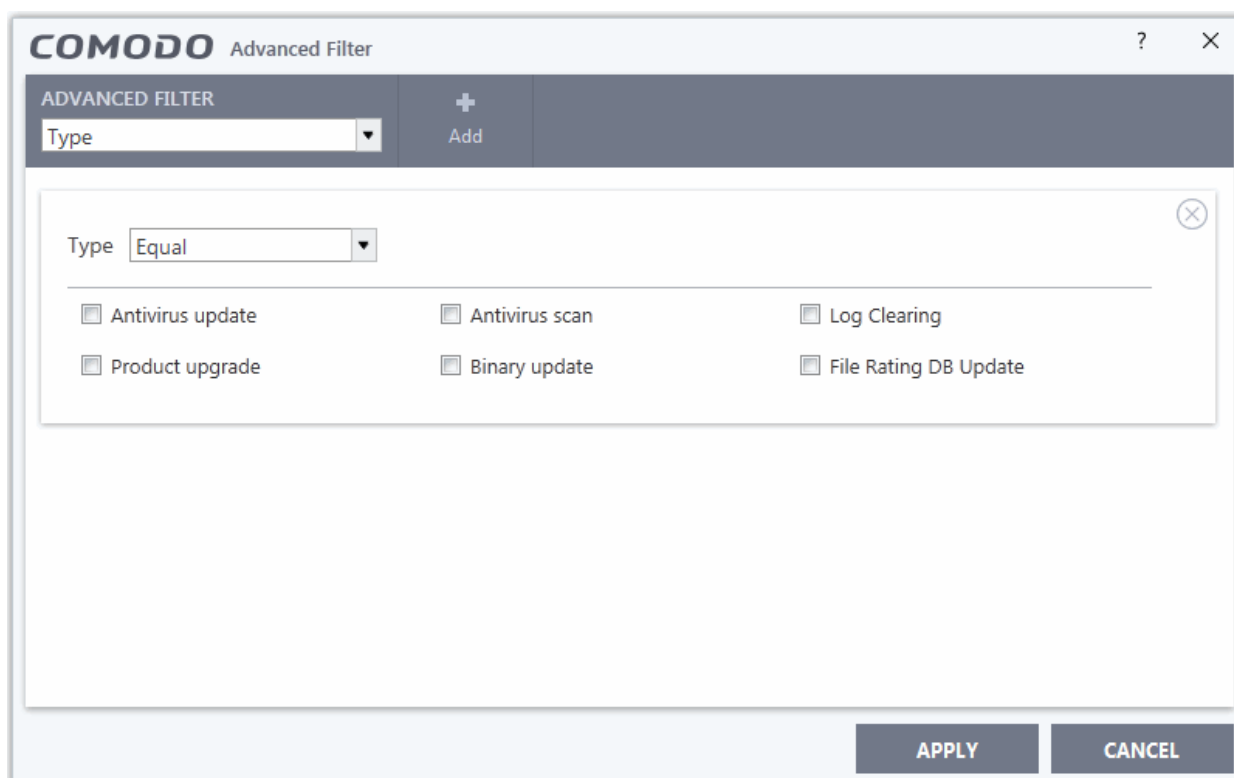 COMODO Advanced Filter ?
ADVANCED FILTER
Type
Add
Type Equal
Antivirus update Antivirus scan Log Clearing
Product upgrade Binary update File Rating DB Update
APPLY CANCEL